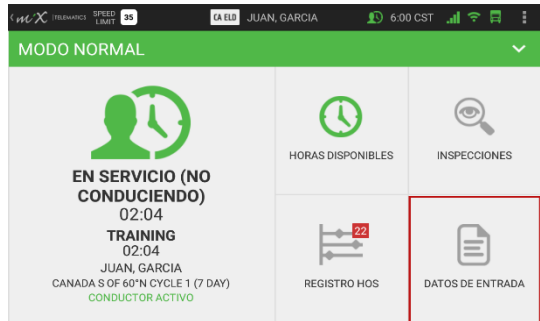 mX TELEMATICS SPEED LIMIT 35 CA ELD JUAN, GARCIA 6:00 CST
MODO NORMAL
EN SERVICIO (NO
CONDUCIENDO)
02:04
TRAINING
02:04
JUAN, GARCIA
CANADA S OF 60°N CYCLE 1 (7 DAY)
CONDUCTOR ACTIVO
HORAS DISPONIBLES
INSPECCIONES
22
REGISTRO HOS
DATOS DE ENTRADA